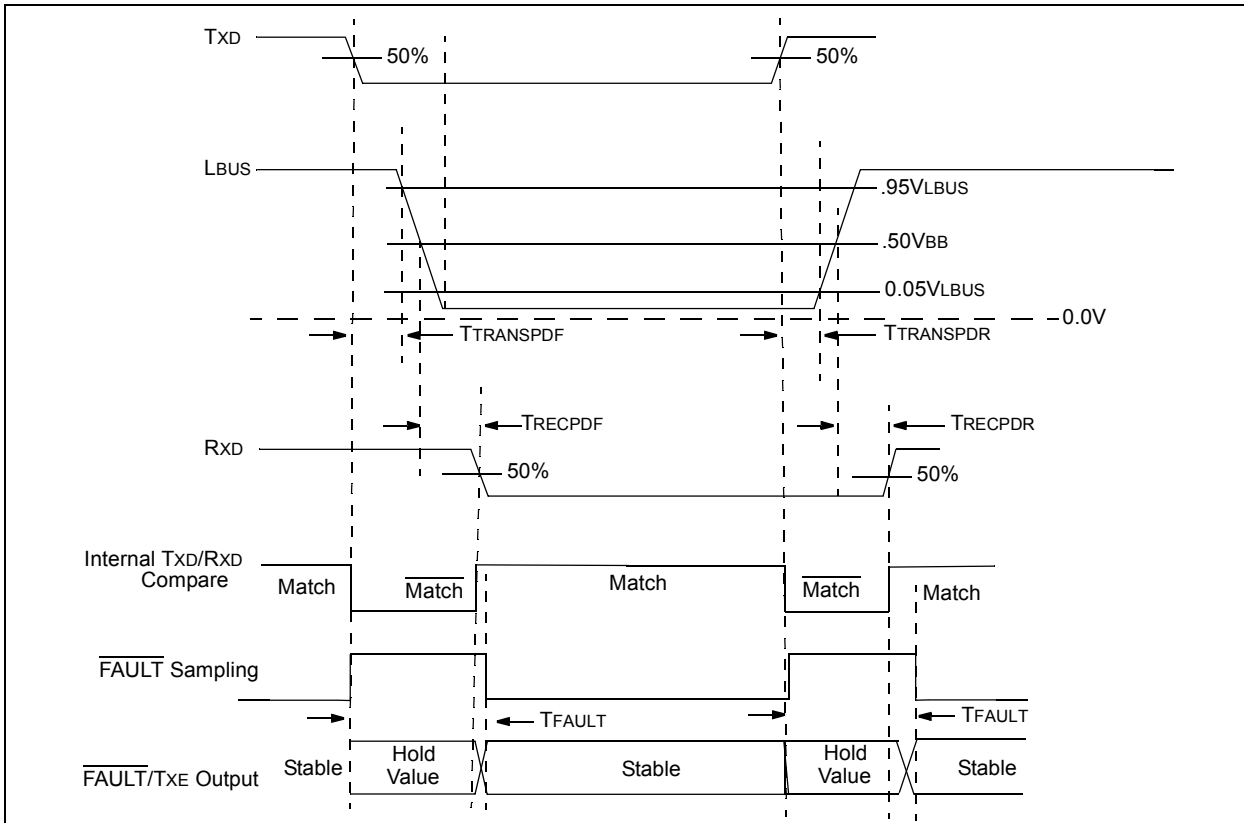 TXD
50%
50%
LBUS
.95VLBUS
.50VBB
0.05VLBUS
0.0V
TTRANSPDF
TTRANSPDR
TRECPDF
TRECPDR
RXD
50%
50%
Internal TXD/RXD
Compare
Match
Match
Match
Match
Match
FAULT Sampling
TFAULT
TFAULT
FAULT/TXE Output
Stable
Hold
Value
Stable
Hold
Value
Stable